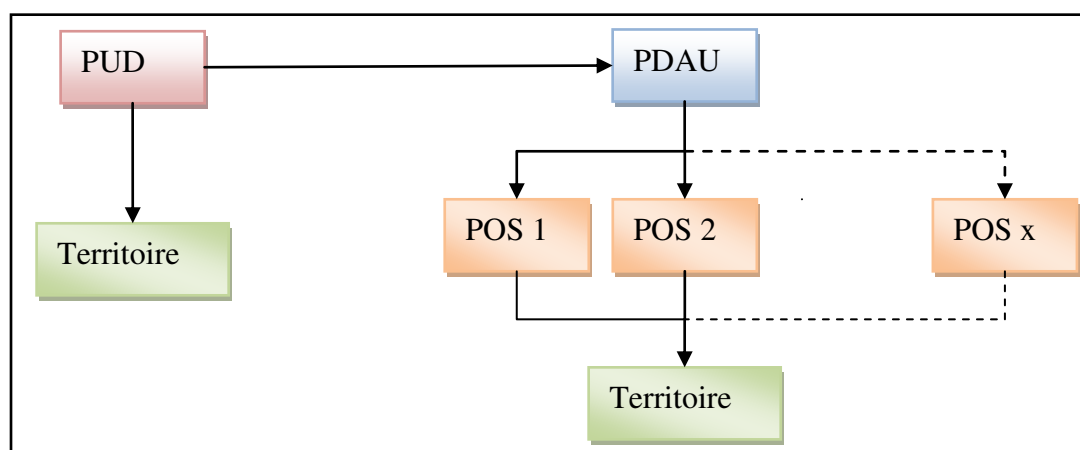 PUD
PDAU
POS 1
POS 2
POS x
Territoire
Territoire